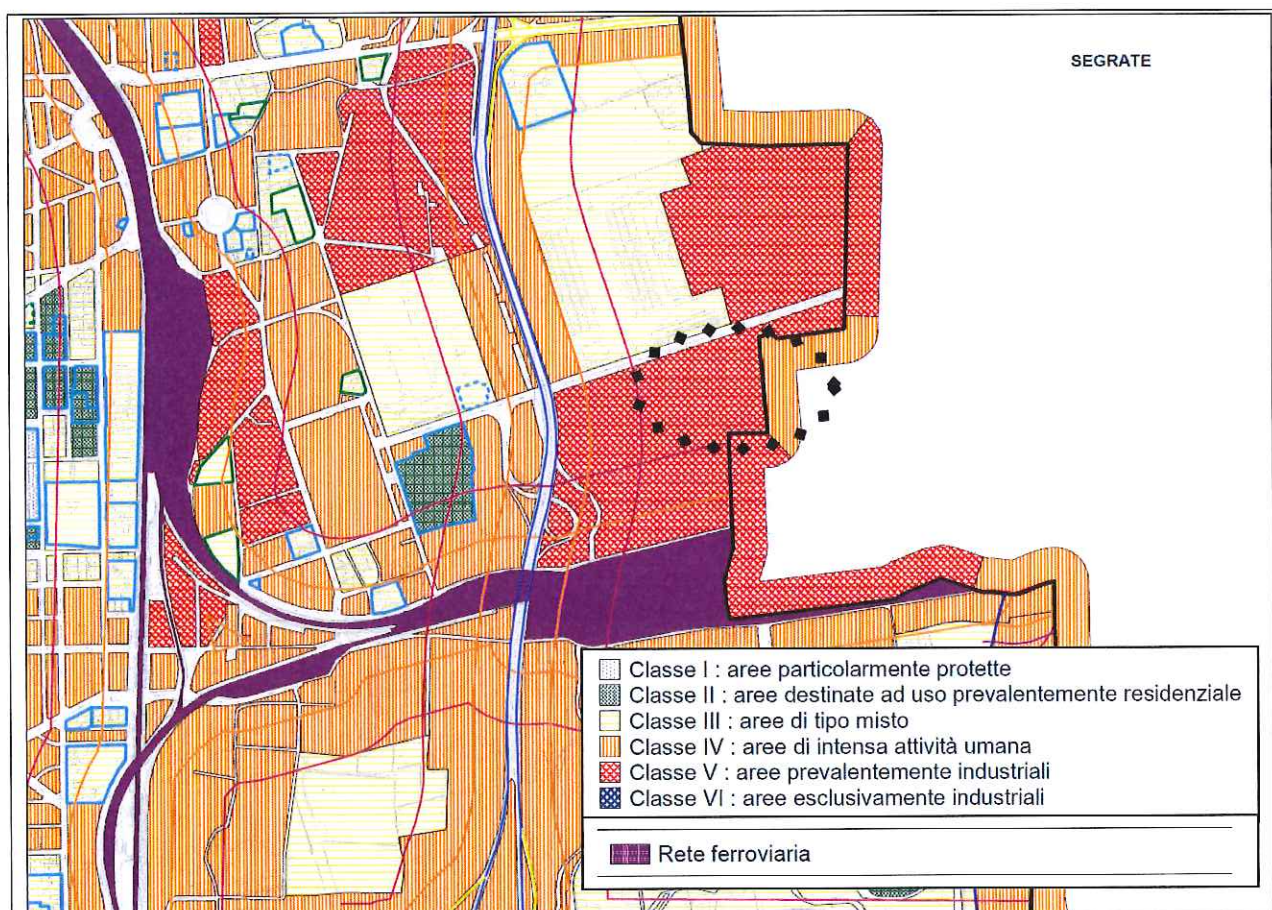 SEGRATE
Classe I : aree particolarmente protette
Classe II : aree destinate ad uso prevalentemente residenziale
Classe III : aree di tipo misto
Classe IV : aree di intensa attività umana
Classe V : aree prevalentemente industriali
Classe VI : aree esclusivamente industriali
Rete ferroviaria